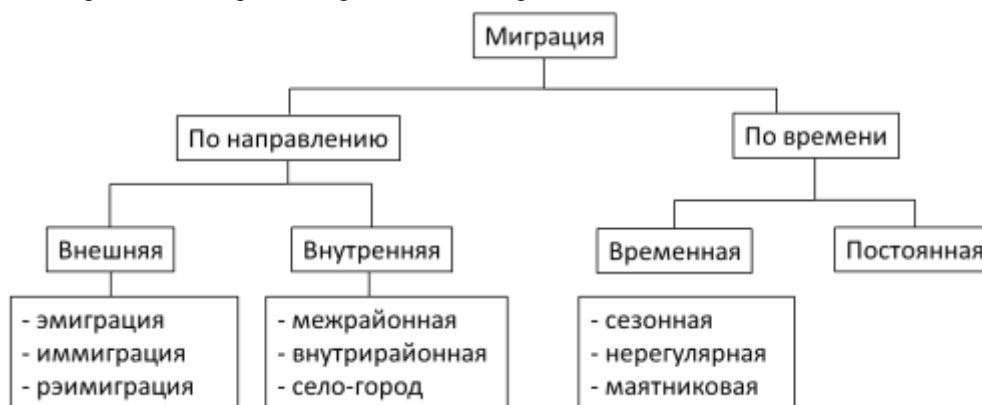 Миграция
По направлению
По времени
Внешняя
Внутренняя
Временная
Постоянная
- эмиграция
- иммиграция
- рэимиграция
- межрайонная
- внутрирайонная
- село-город
- сезонная
- нерегулярная
- маятниковая